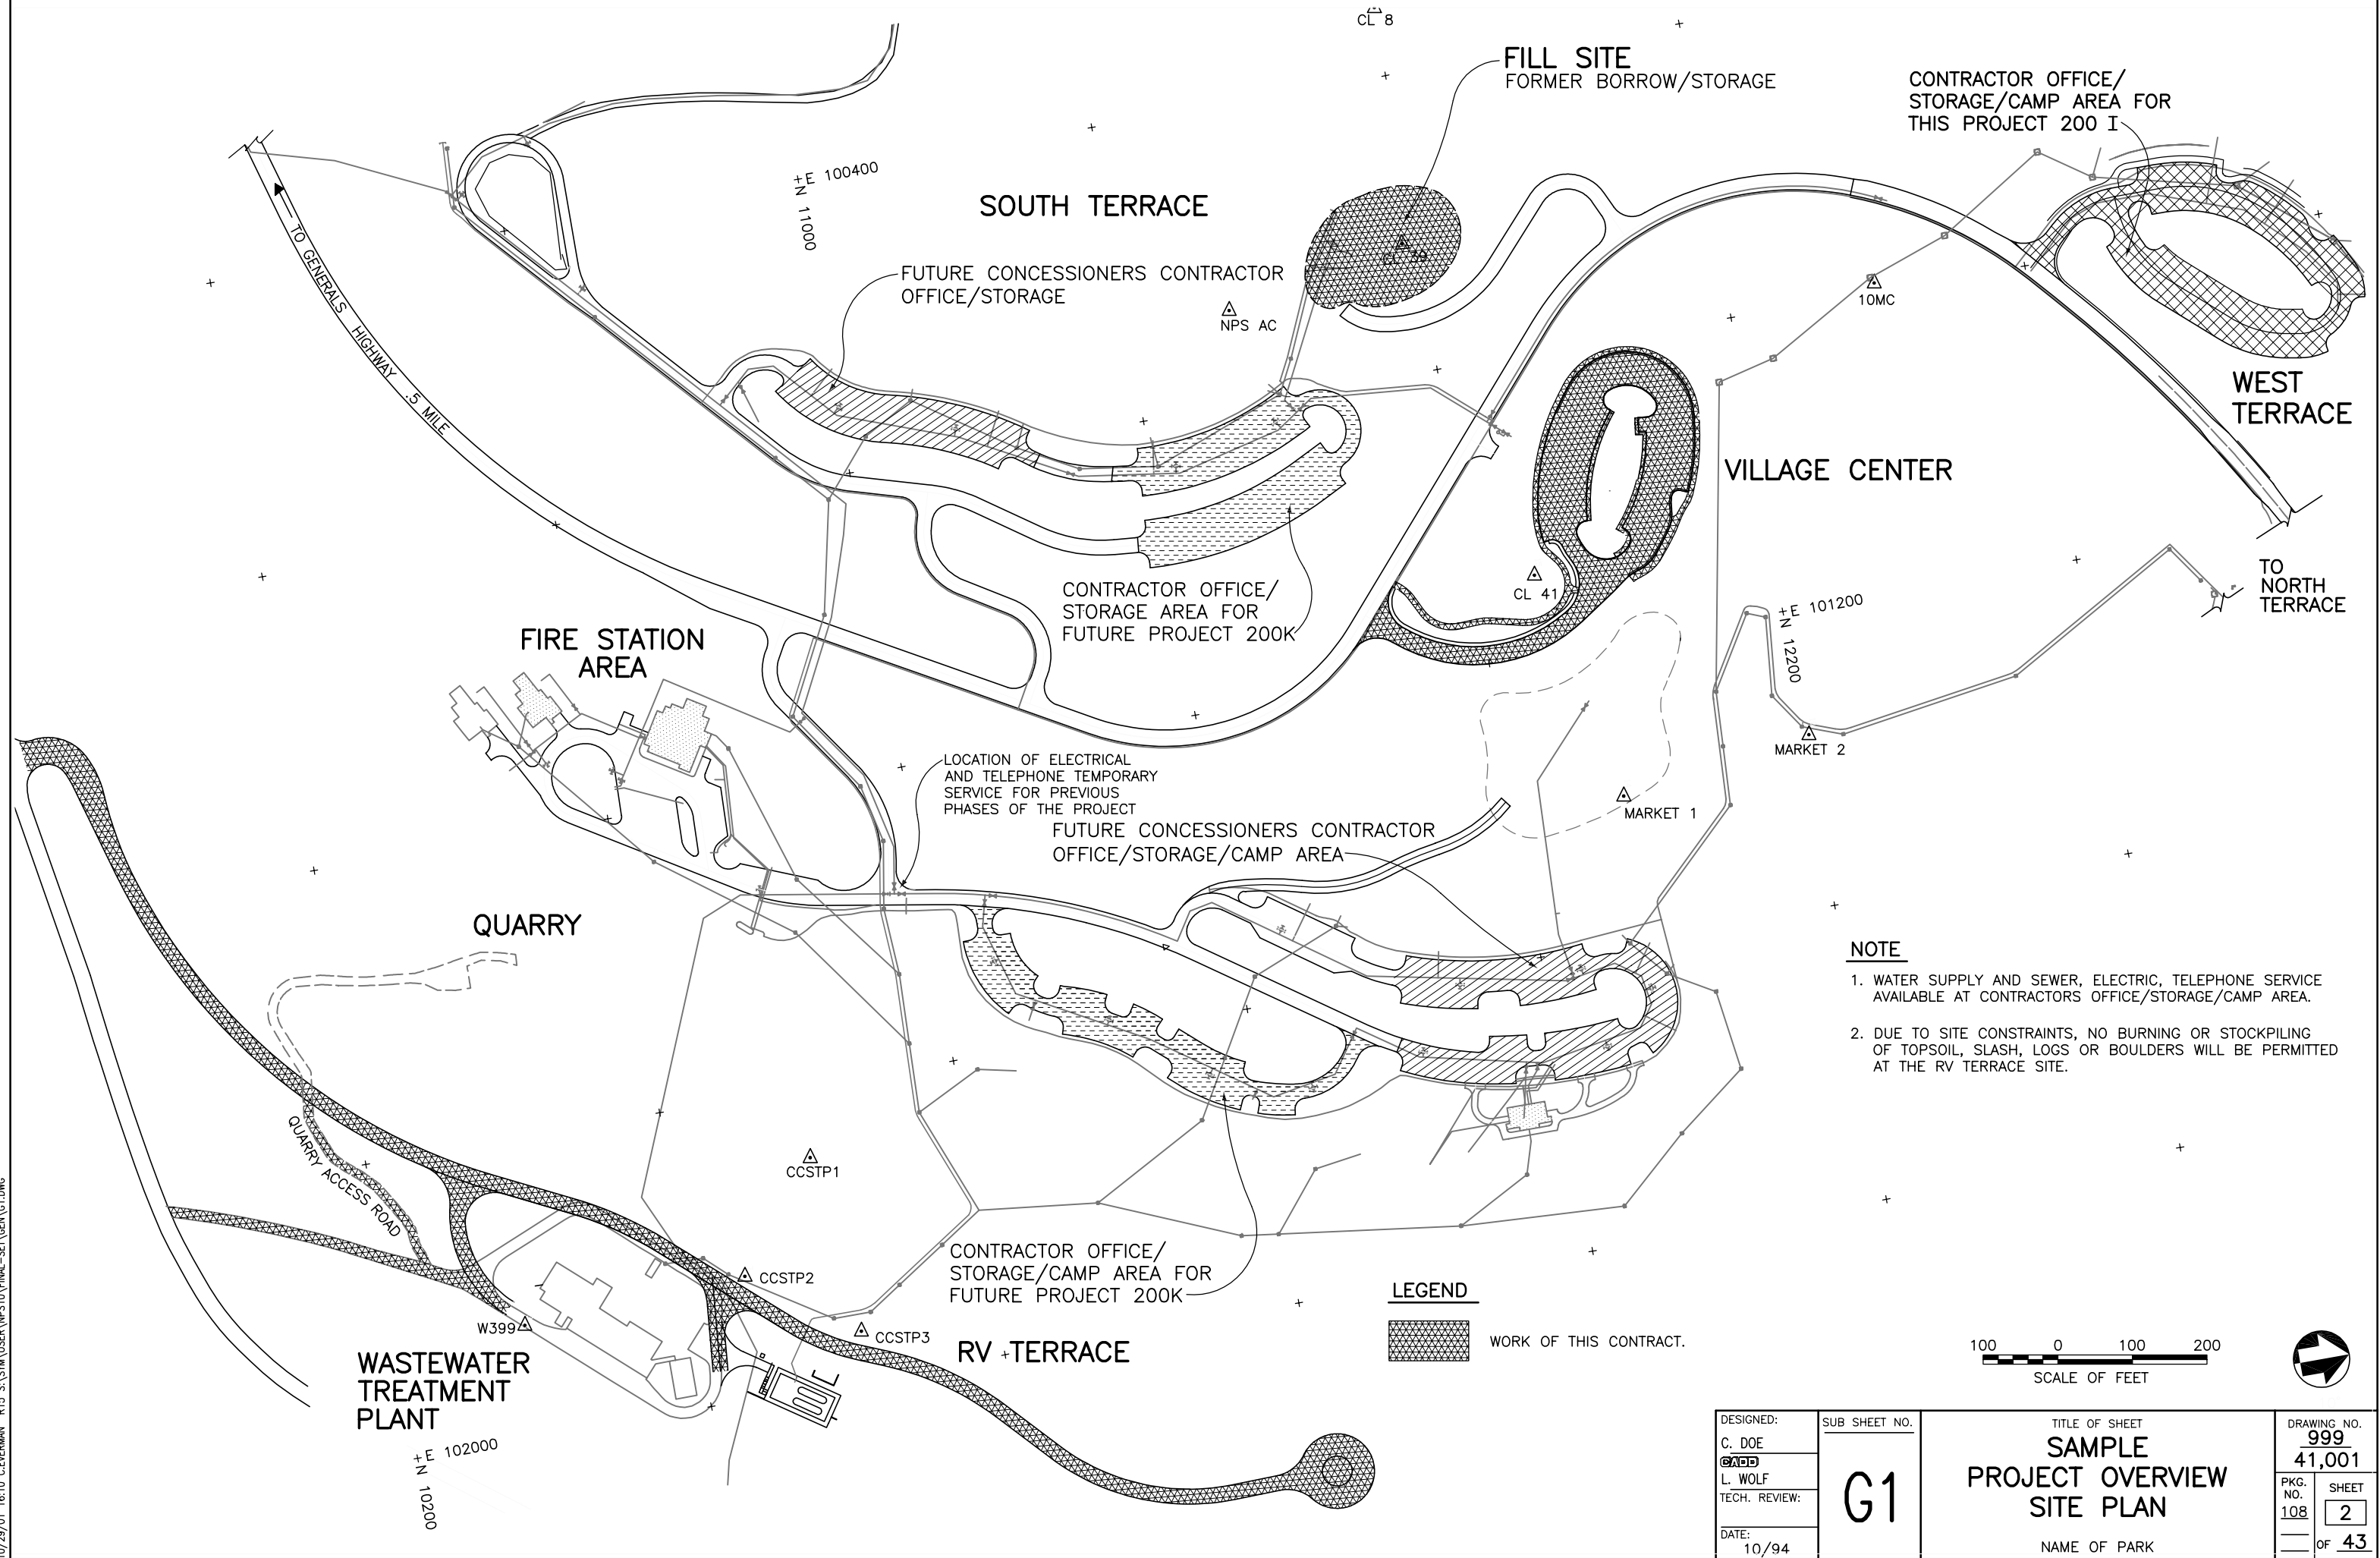 CL 8
FILL SITE
FORMER BORROW/STORAGE
CONTRACTOR OFFICE/
STORAGE/CAMP AREA FOR
THIS PROJECT 200 I
E 100400
N 11000
SOUTH TERRACE
TO GENERALS HIGHWAY .5 MILE
FUTURE CONCESSIONERS CONTRACTOR
OFFICE/STORAGE
CL 39
NPS AC
10MC
WEST
TERRACE
VILLAGE CENTER
CONTRACTOR OFFICE/
STORAGE AREA FOR
FUTURE PROJECT 200K
CL 41
E 101200
N 12200
TO
NORTH
TERRACE
FIRE STATION
AREA
MARKET 2
LOCATION OF ELECTRICAL
AND TELEPHONE TEMPORARY
SERVICE FOR PREVIOUS
PHASES OF THE PROJECT
MARKET 1
FUTURE CONCESSIONERS CONTRACTOR
OFFICE/STORAGE/CAMP AREA
QUARRY
NOTE
1. WATER SUPPLY AND SEWER, ELECTRIC, TELEPHONE SERVICE
AVAILABLE AT CONTRACTORS OFFICE/STORAGE/CAMP AREA.
2. DUE TO SITE CONSTRAINTS, NO BURNING OR STOCKPILING
OF TOPSOIL, SLASH, LOGS OR BOULDERS WILL BE PERMITTED
AT THE RV TERRACE SITE.
QUARRY ACCESS ROAD
CCSTP1
CONTRACTOR OFFICE/
STORAGE/CAMP AREA FOR
FUTURE PROJECT 200K
CCSTP2
CCSTP3
W399
RV TERRACE
WASTEWATER
TREATMENT
PLANT
E 102000
N 10200
LEGEND
WORK OF THIS CONTRACT.
100 0 100 200
SCALE OF FEET
DESIGNED:
C. DOE
CADD
L. WOLF
TECH. REVIEW:
DATE:
10/94
SUB SHEET NO.
G1
TITLE OF SHEET
SAMPLE
PROJECT OVERVIEW
SITE PLAN
NAME OF PARK
DRAWING NO.
999
41,001
PKG.
NO.
108
SHEET
2
OF 43